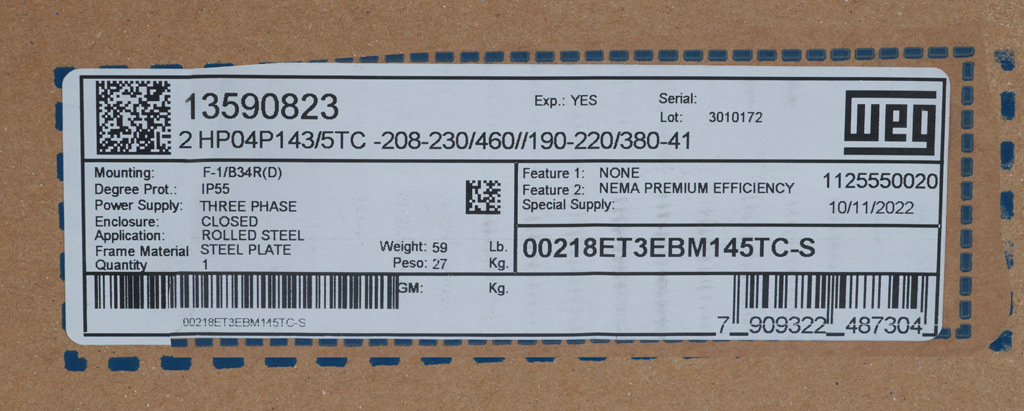 13590823
Exp.: YES
Serial:
Lot: 3010172
weg
2 HP04P143/5TC -208-230/460//190-220/380-41
Mounting: F-1/B34R(D)
Degree Prot.: IP55
Power Supply: THREE PHASE
Enclosure: CLOSED
Application: ROLLED STEEL
Frame Material STEEL PLATE
Quantity 1
Weight: 59 Lb.
Peso: 27 Kg.
Feature 1: NONE
Feature 2: NEMA PREMIUM EFFICIENCY
Special Supply:
1125550020
10/11/2022
00218ET3EBM145TC-S
GM: Kg.
00218ET3EBM145TC-S
7 909322 487304